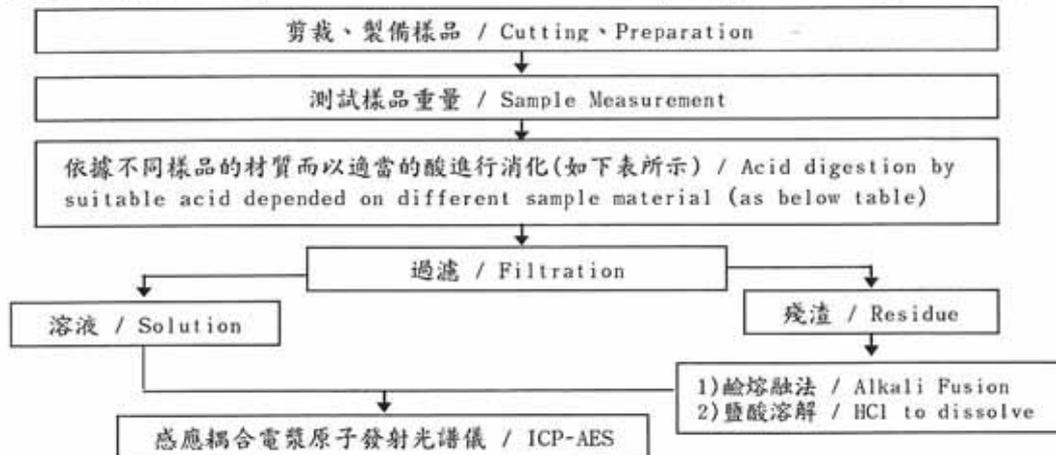 剪裁、製備樣品 / Cutting、Preparation
測試樣品重量 / Sample Measurement
依據不同樣品的材質而以適當的酸進行消化(如下表所示) / Acid digestion by
suitable acid depended on different sample material (as below table)
過濾 / Filtration
溶液 / Solution
殘渣 / Residue
1)鹼熔融法 / Alkali Fusion
2)鹽酸溶解 / HCl to dissolve
感應耦合電漿原子發射光譜儀 / ICP-AES